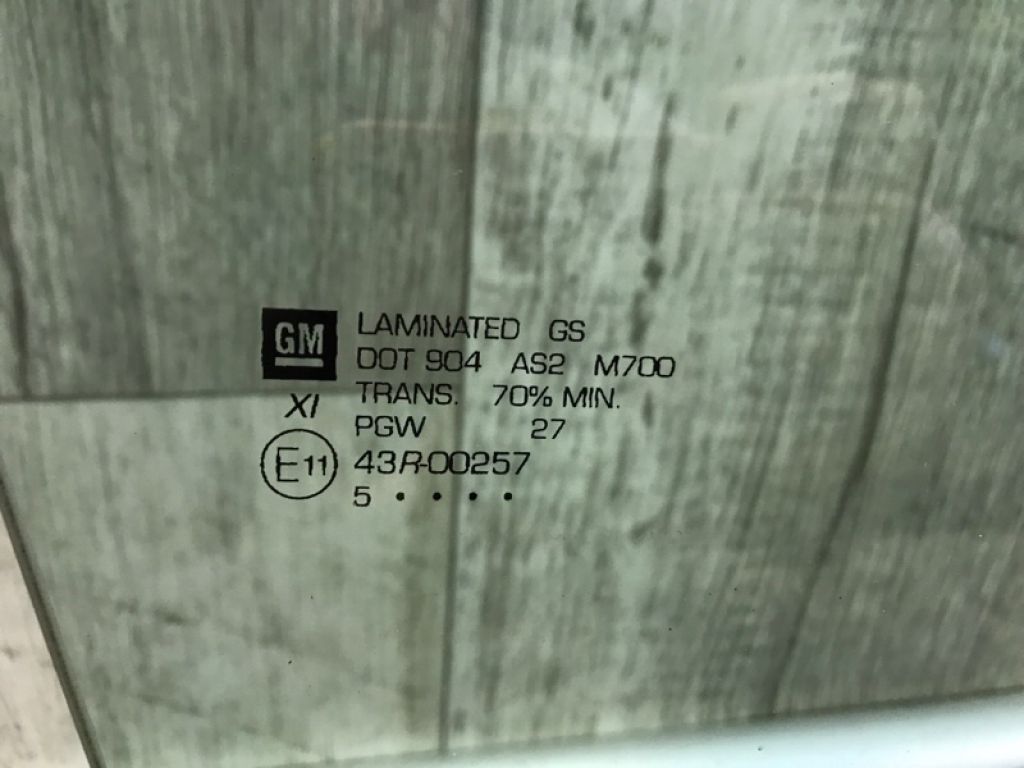 GM LAMINATED GS
DOT 904 AS2 M700
XI TRANS. 70% MIN.
PGW 27
E11 43R-00257
5 • • • •